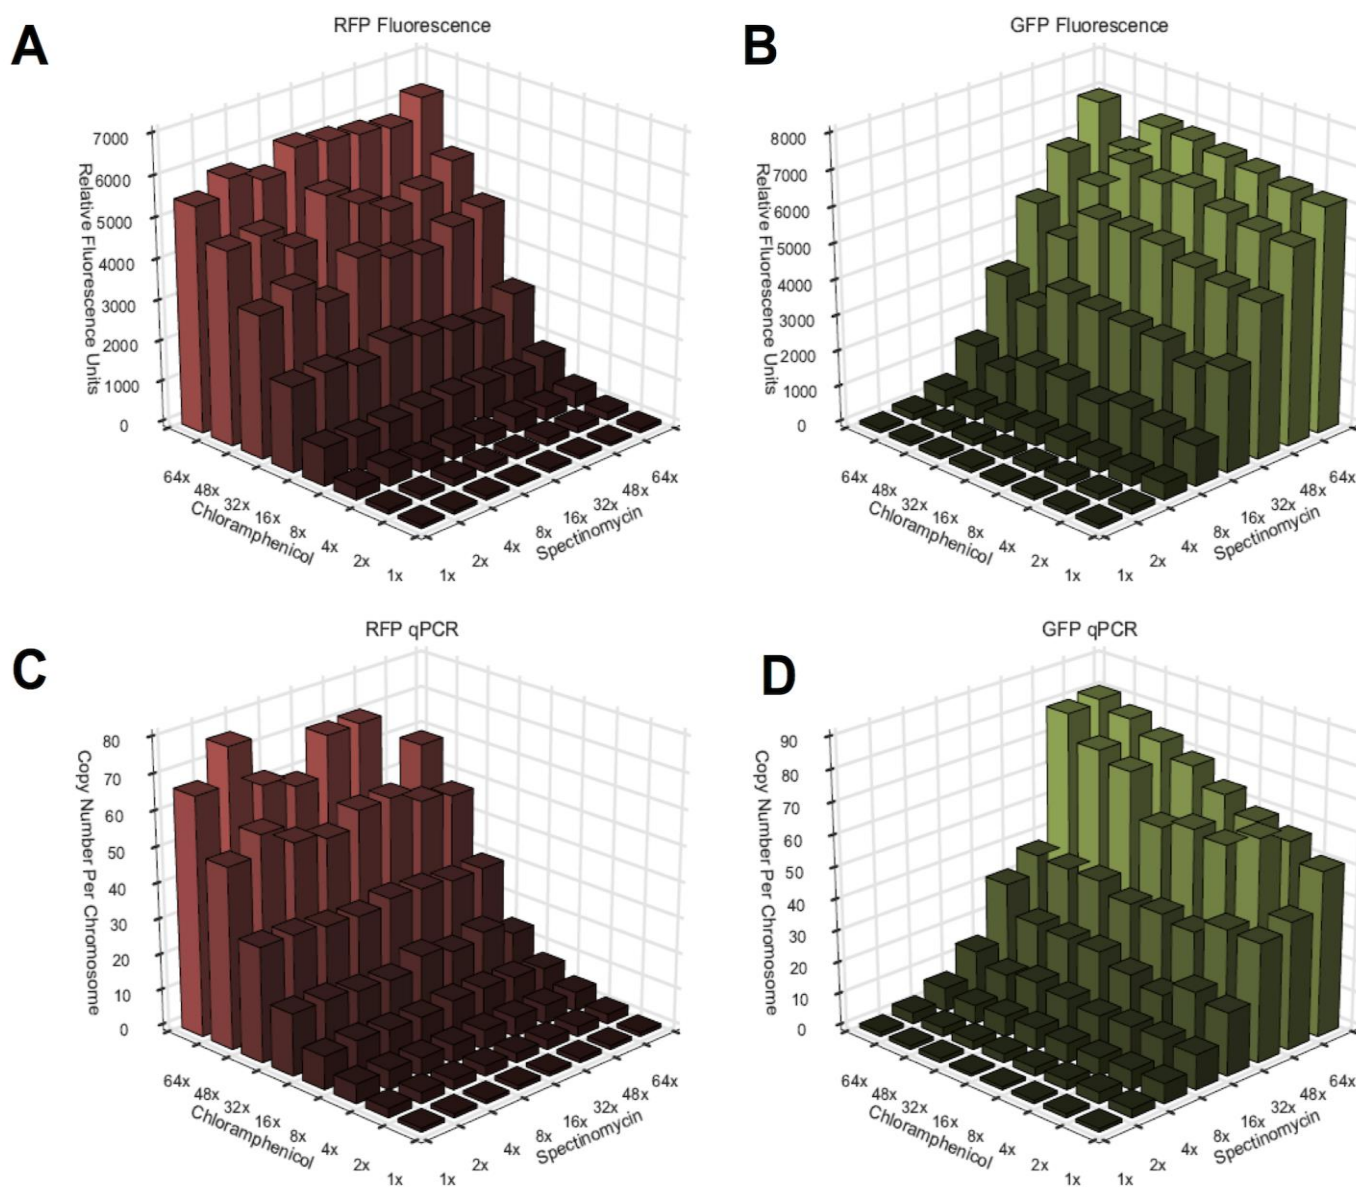 A
RFP Fluorescence
Relative Fluorescence Units
7000
6000
5000
4000
3000
2000
1000
0
64x
48x
32x
16x
8x
4x
2x
1x
Chloramphenicol
1x
2x
4x
8x
16x
32x
48x
64x
Spectinomycin
B
GFP Fluorescence
Relative Fluorescence Units
8000
7000
6000
5000
4000
3000
2000
1000
0
64x
48x
32x
16x
8x
4x
2x
1x
Chloramphenicol
1x
2x
4x
8x
16x
32x
48x
64x
Spectinomycin
C
RFP qPCR
Copy Number Per Chromosome
80
70
60
50
40
30
20
10
0
64x
48x
32x
16x
8x
4x
2x
1x
Chloramphenicol
1x
2x
4x
8x
16x
32x
48x
64x
Spectinomycin
D
GFP qPCR
Copy Number Per Chromosome
90
80
70
60
50
40
30
20
10
0
64x
48x
32x
16x
8x
4x
2x
1x
Chloramphenicol
1x
2x
4x
8x
16x
32x
48x
64x
Spectinomycin